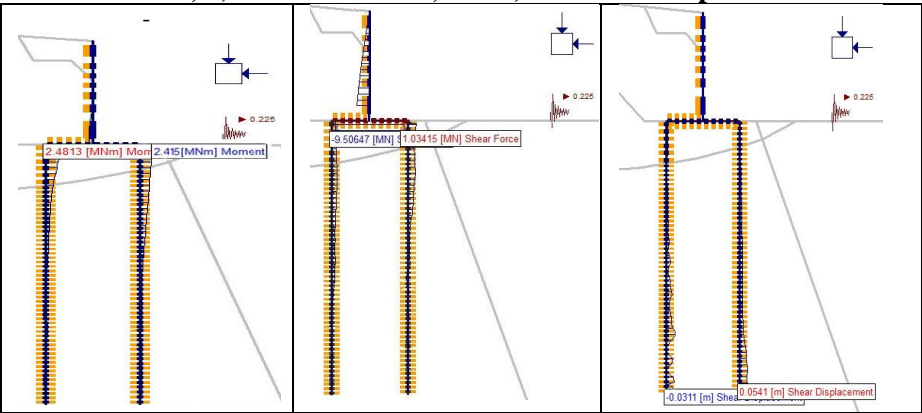 0.225
2.4813 [MNm] Mom
2.415[MNm] Moment
0.225
-9.50647 [MN] S
1.03415 [MN] Shear Force
0.225
-0.0311 [m] Shea
0.0541 [m] Shear Displacement